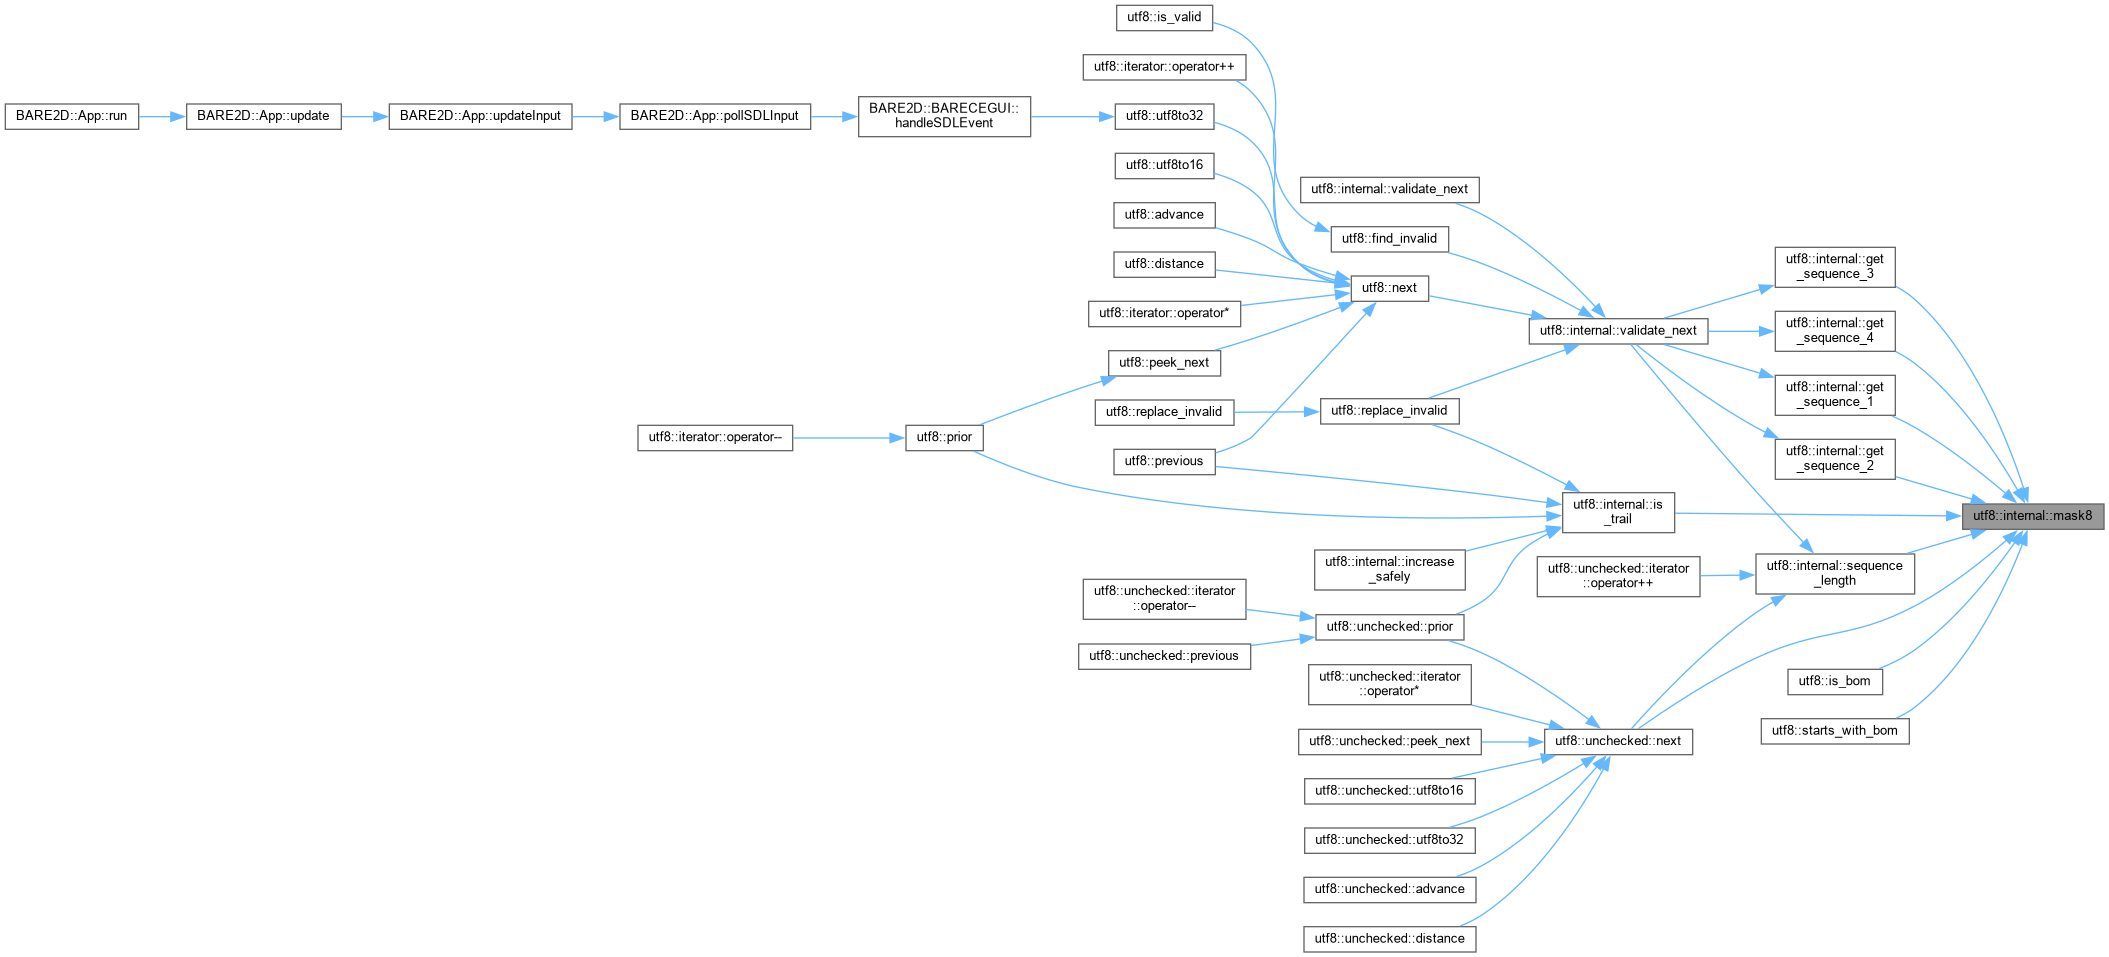 utf8::is_valid
utf8::iterator::operator++
BARE2D::App::run
BARE2D::App::update
BARE2D::App::updateInput
BARE2D::App::pollSDLInput
BARE2D::BARECEGUI::
handleSDLEvent
utf8::utf8to32
utf8::utf8to16
utf8::internal::validate_next
utf8::advance
utf8::find_invalid
utf8::distance
utf8::internal::get
_sequence_3
utf8::next
utf8::iterator::operator*
utf8::internal::validate_next
utf8::internal::get
_sequence_4
utf8::peek_next
utf8::internal::get
_sequence_1
utf8::replace_invalid
utf8::replace_invalid
utf8::iterator::operator--
utf8::prior
utf8::previous
utf8::internal::get
_sequence_2
utf8::internal::is
_trail
utf8::internal::mask8
utf8::internal::increase
_safely
utf8::unchecked::iterator
::operator++
utf8::internal::sequence
_length
utf8::unchecked::iterator
::operator--
utf8::unchecked::prior
utf8::unchecked::previous
utf8::unchecked::iterator
::operator*
utf8::is_bom
utf8::unchecked::peek_next
utf8::unchecked::next
utf8::starts_with_bom
utf8::unchecked::utf8to16
utf8::unchecked::utf8to32
utf8::unchecked::advance
utf8::unchecked::distance